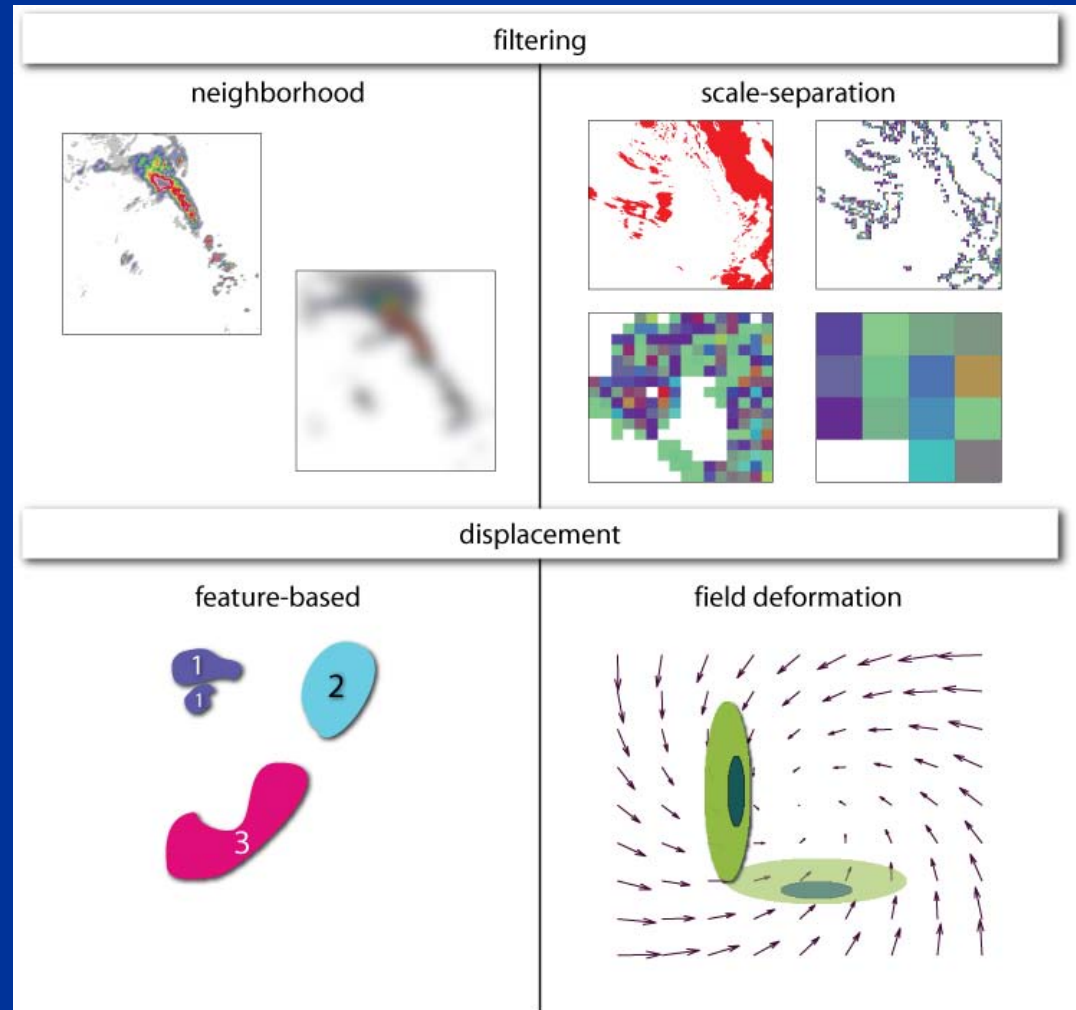 filtering
neighborhood
scale-separation
displacement
feature-based
field deformation
1
1
2
3